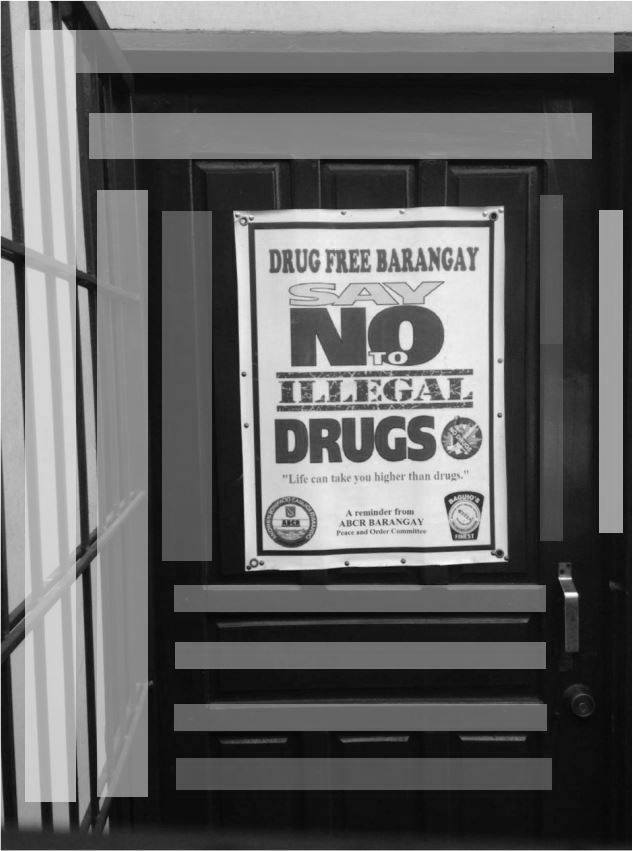 DRUG FREE BARANGAY
SAY
NO
TO
ILLEGAL
DRUGS
"Life can take you higher than drugs."
A reminder from
ABCR BARANGAY
Peace and Order Committee
ABCR
BAGUIO'S
FINEST